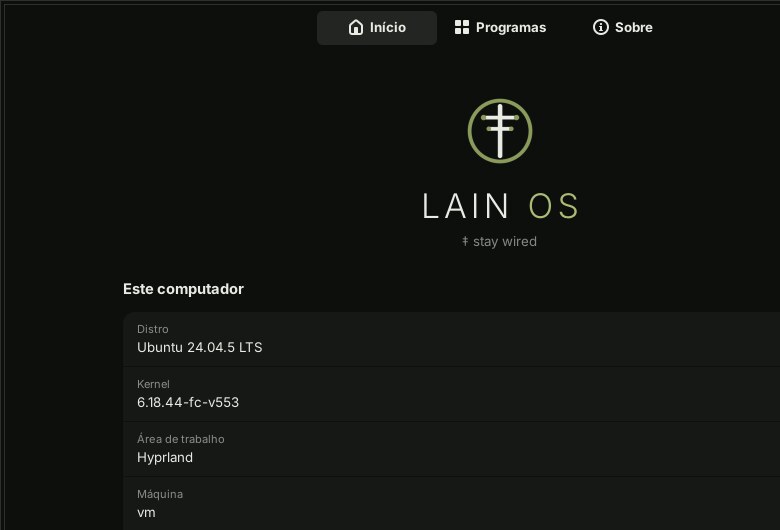 Início
Programas
Sobre
LAIN OS
⯒ stay wired
Este computador
Distro
Ubuntu 24.04.5 LTS
Kernel
6.18.44-fc-v553
Área de trabalho
Hyprland
Máquina
vm